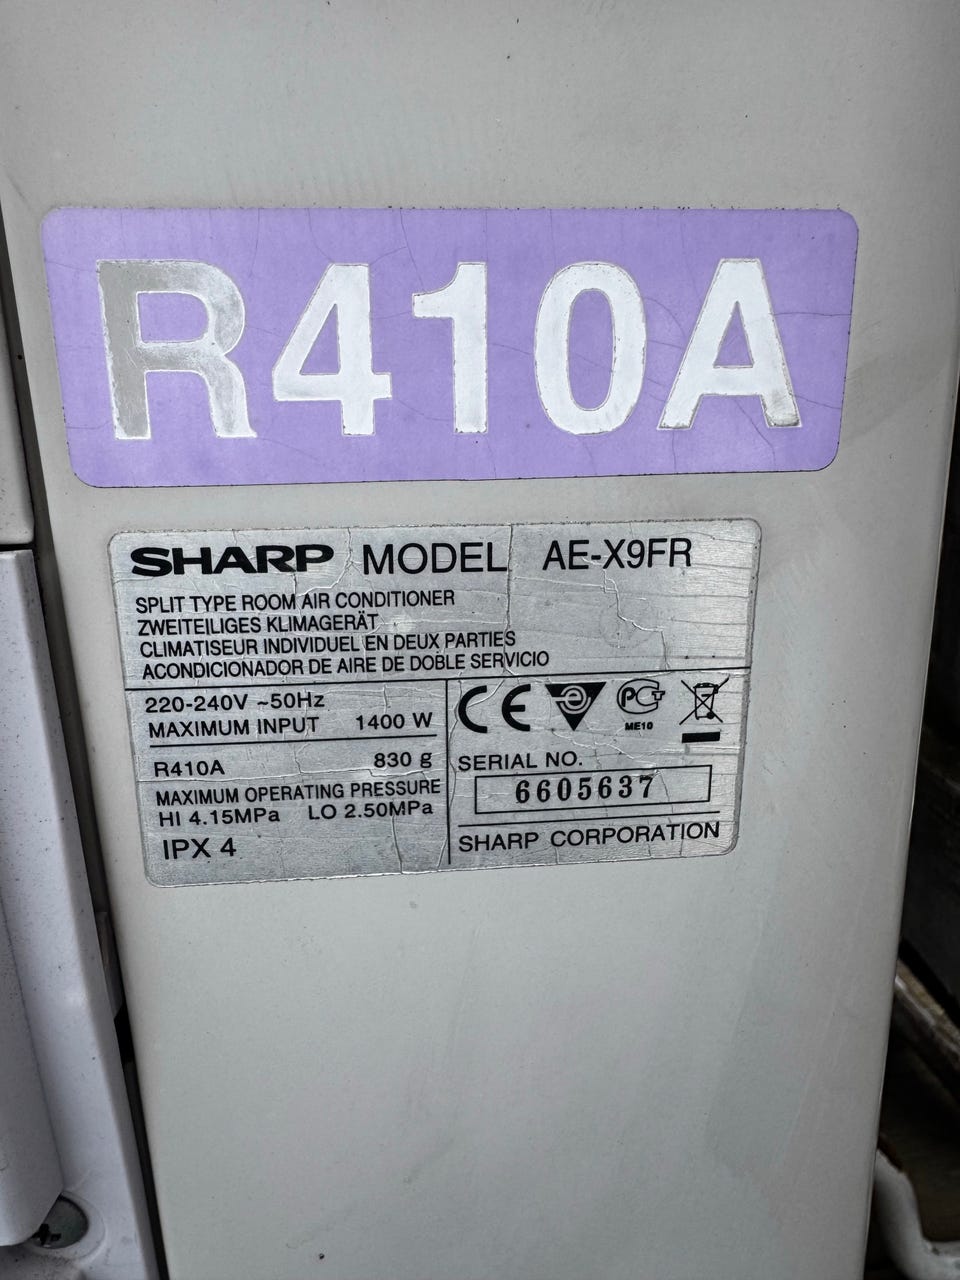 R410A
SHARP MODEL AE-X9FR
SPLIT TYPE ROOM AIR CONDITIONER
ZWEITEILIGES KLIMAGERÄT
CLIMATISEUR INDIVIDUEL EN DEUX PARTIES
ACONDICIONADOR DE AIRE DE DOBLE SERVICIO
220-240V ~50Hz
MAXIMUM INPUT 1400 W
R410A 830 g
MAXIMUM OPERATING PRESSURE
HI 4.15MPa LO 2.50MPa
IPX 4
CE e PCT
ME10
SERIAL NO.
6605637
SHARP CORPORATION